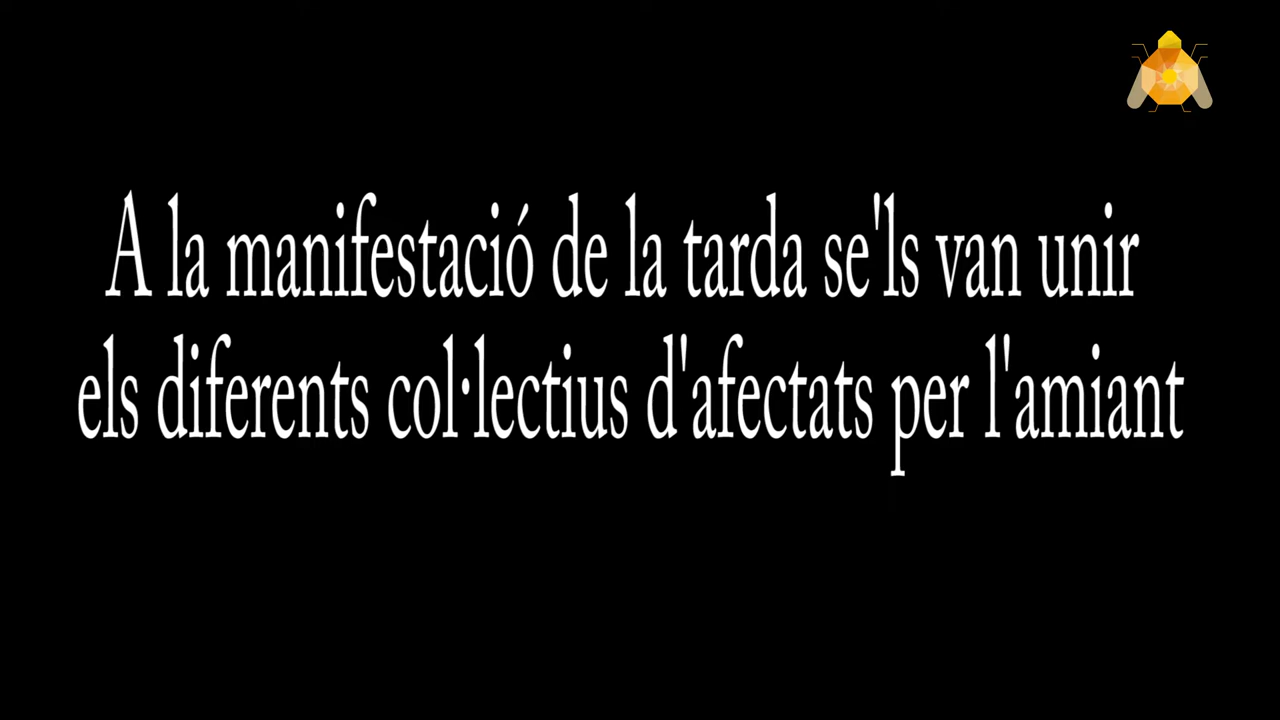 A la manifestació de la tarda se'ls van unir
els diferents col·lectius d'afectats per l'amiant